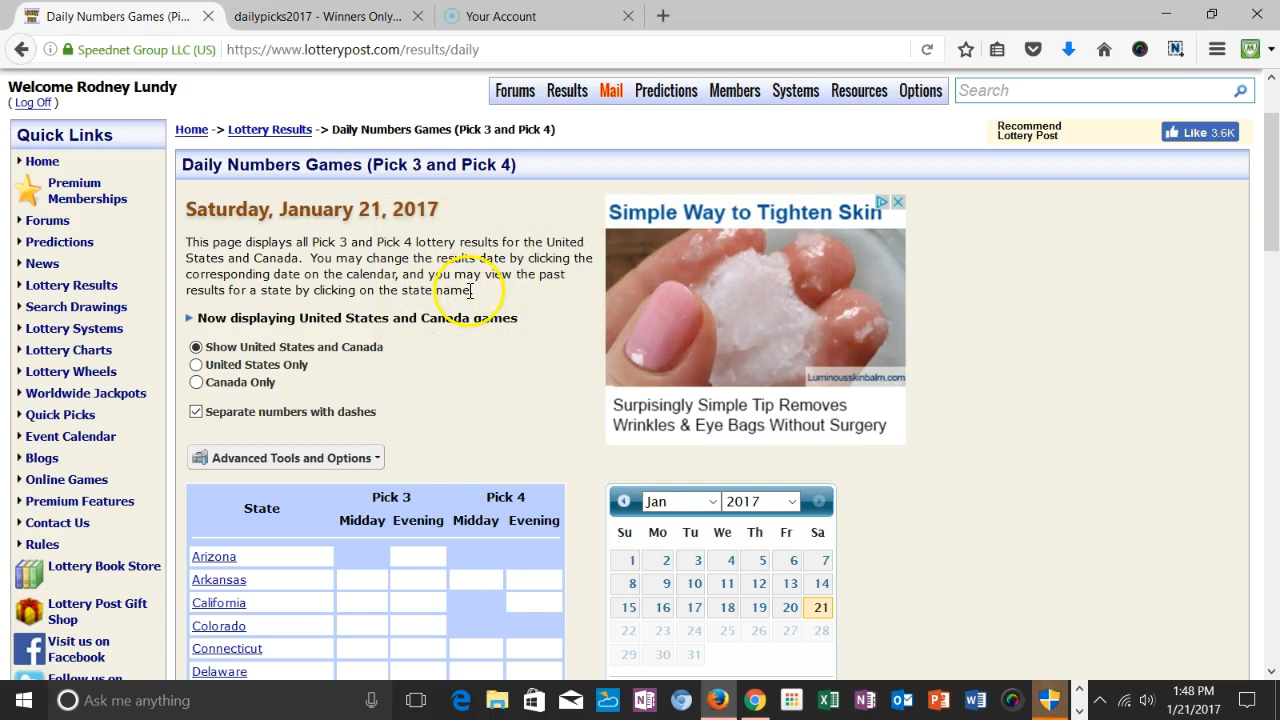 Daily Numbers Games (Pi...
dailypicks2017 - Winners Only...
Your Account
Speednet Group LLC (US)
https://www.lotterypost.com/results/daily
Welcome Rodney Lundy
( Log Off )
Forums Results Mail Predictions Members Systems Resources Options
Search
Quick Links
Home
Premium
Memberships
Forums
Predictions
News
Lottery Results
Search Drawings
Lottery Systems
Lottery Charts
Lottery Wheels
Worldwide Jackpots
Quick Picks
Event Calendar
Blogs
Online Games
Premium Features
Contact Us
Rules
Lottery Book Store
Lottery Post Gift
Shop
Visit us on
Facebook
Home -> Lottery Results -> Daily Numbers Games (Pick 3 and Pick 4)
Recommend
Lottery Post
Like 3.6K
Daily Numbers Games (Pick 3 and Pick 4)
Saturday, January 21, 2017
This page displays all Pick 3 and Pick 4 lottery results for the United
States and Canada. You may change the results date by clicking the
corresponding date on the calendar, and you may view the past
results for a state by clicking on the state name.
Now displaying United States and Canada games
Show United States and Canada
United States Only
Canada Only
Separate numbers with dashes
Advanced Tools and Options
Simple Way to Tighten Skin
Luminousskinbalm.com
Surpisingly Simple Tip Removes
Wrinkles & Eye Bags Without Surgery
State
Pick 3 Pick 4
Midday Evening Midday Evening
Arizona
Arkansas
California
Colorado
Connecticut
Delaware
Jan 2017
Su Mo Tu We Th Fr Sa
1 2 3 4 5 6 7
8 9 10 11 12 13 14
15 16 17 18 19 20 21
22 23 24 25 26 27 28
29 30 31
Ask me anything
1:48 PM
1/21/2017